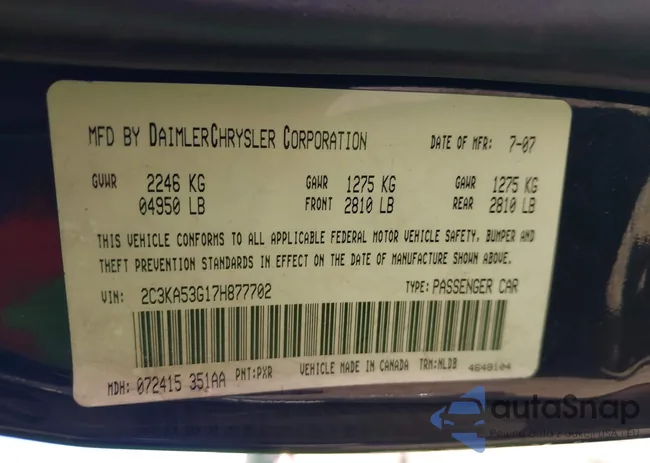 MFD BY DAIMLERCHRYSLER CORPORATION DATE OF MFR: 7-07
GVWR 2246 KG GAWR 1275 KG GAWR 1275 KG
04950 LB FRONT 2810 LB REAR 2810 LB
THIS VEHICLE CONFORMS TO ALL APPLICABLE FEDERAL MOTOR VEHICLE SAFETY, BUMPER AND
THEFT PREVENTION STANDARDS IN EFFECT ON THE DATE OF MANUFACTURE SHOWN ABOVE.
VIN: 2C3KA53G17H877702 TYPE: PASSENGER CAR
MDH: 072415 351AA PNT:PXR VEHICLE MADE IN CANADA TRN:NLDB 4648104
autoSnap